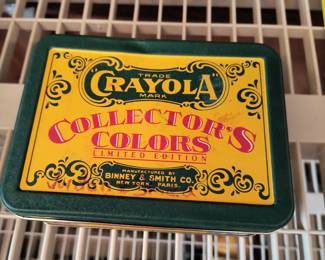 TRADE
"CRAYOLA"
MARK
COLLECTOR'S
COLORS
LIMITED EDITION
MANUFACTURED BY
BINNEY & SMITH CO.
NEW YORK. PARIS.